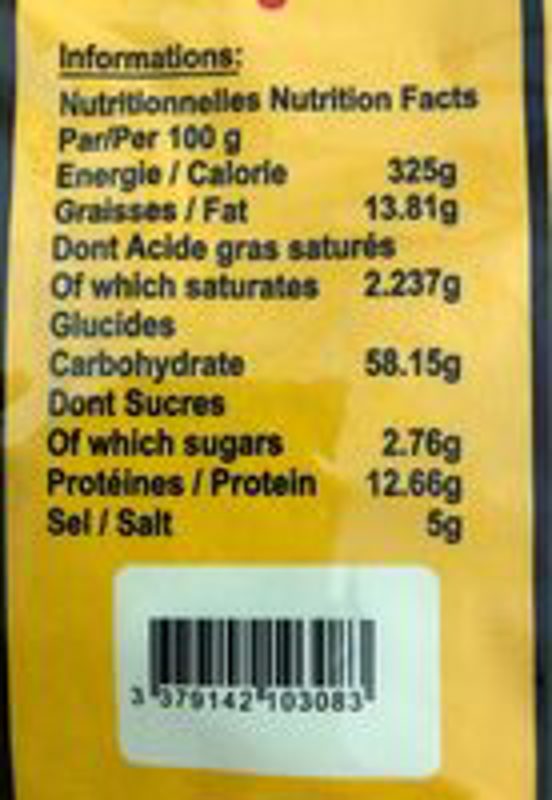 Informations:
Nutritionnelles Nutrition Facts
Par/Per 100 g
Energie / Calorie 325g
Graisses / Fat 13.81g
Dont Acide gras saturés
Of which saturates 2.237g
Glucides
Carbohydrate 58.15g
Dont Sucres
Of which sugars 2.76g
Protéines / Protein 12.66g
Sel / Salt 5g
3 379142 103083